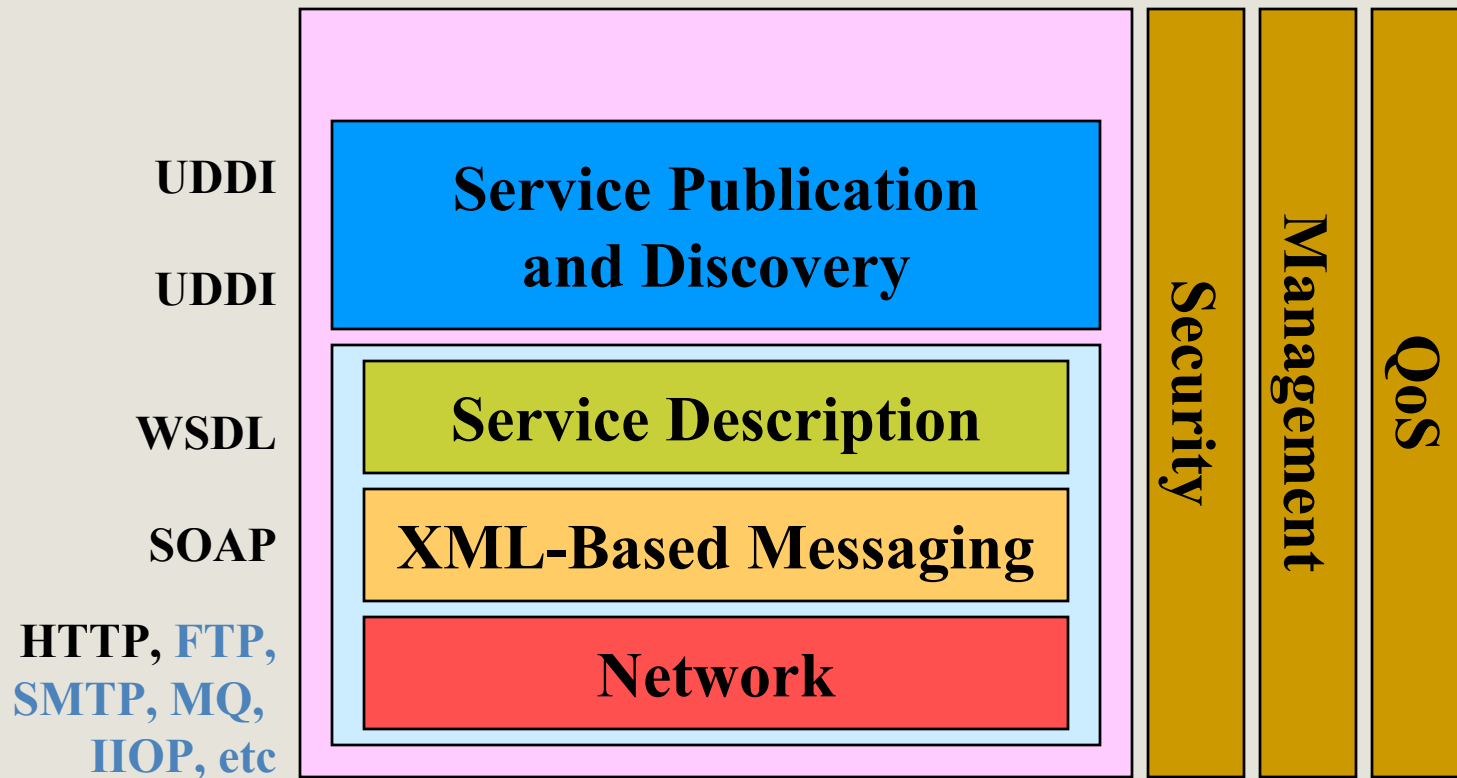 UDDI
UDDI
WSDL
SOAP
HTTP, FTP,
SMTP, MQ,
IIOP, etc
Service Publication
and Discovery
Service Description
XML-Based Messaging
Network
Security
Management
QoS